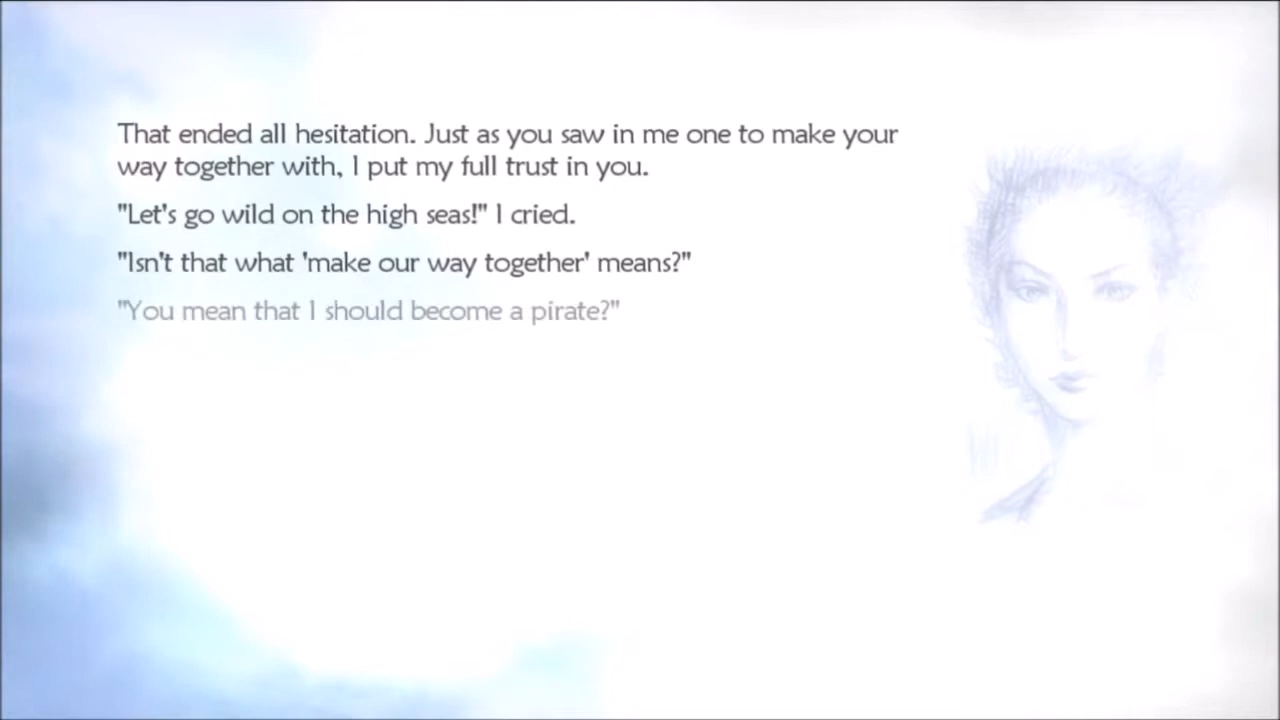 That ended all hesitation. Just as you saw in me one to make your
way together with, I put my full trust in you.
"Let's go wild on the high seas!" I cried.
"Isn't that what 'make our way together' means?"
"You mean that I should become a pirate?"